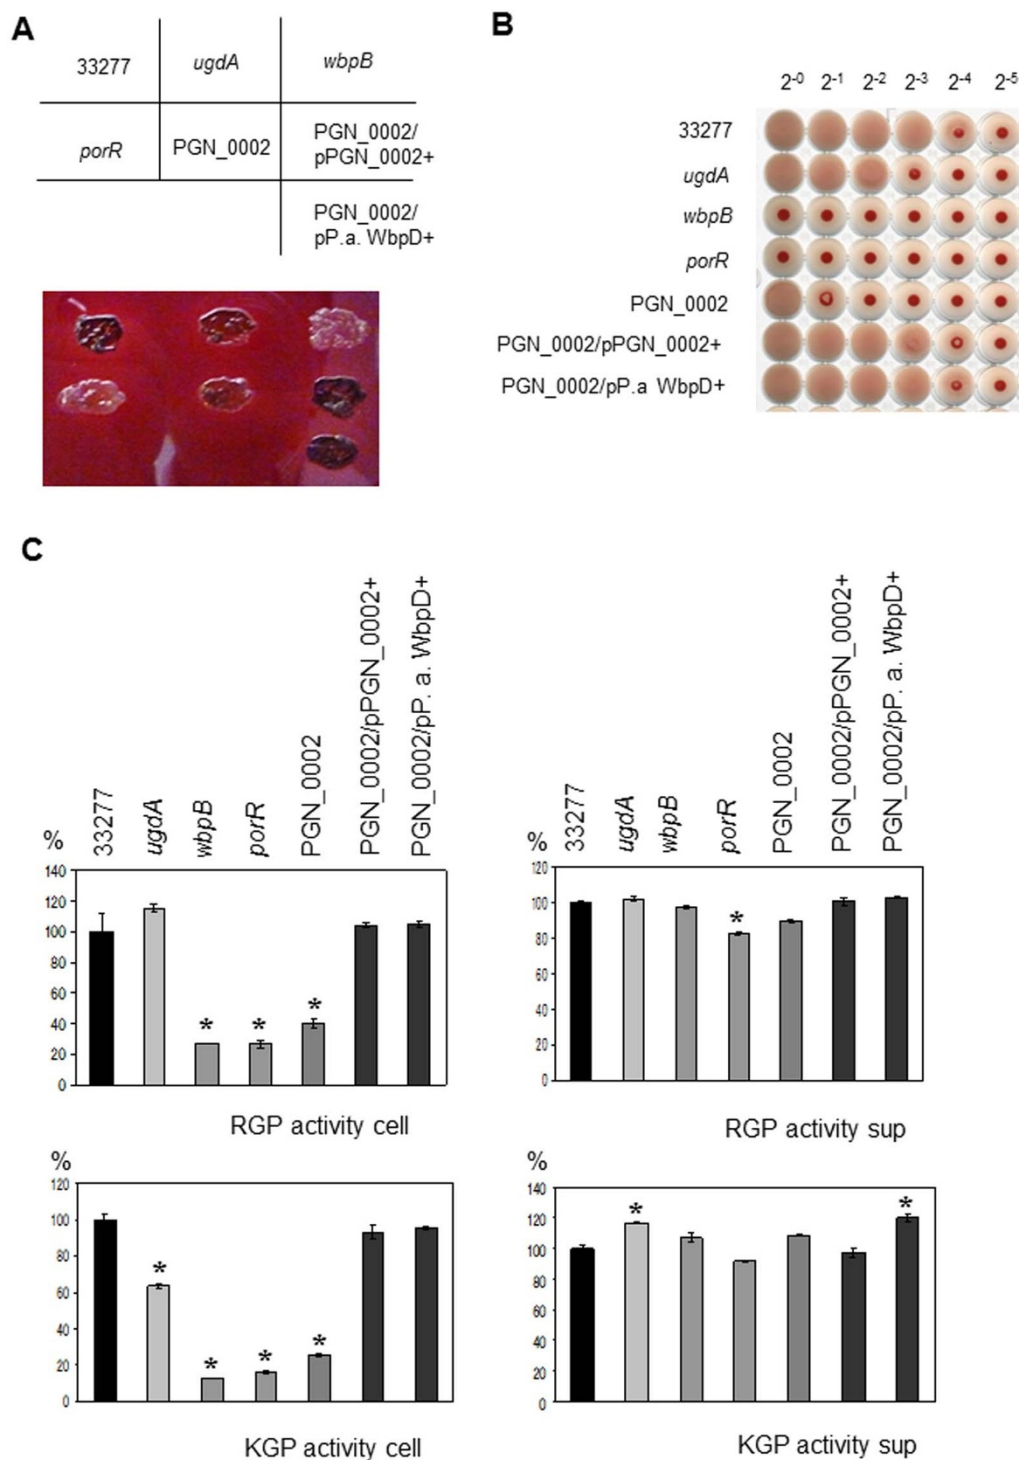 A
33277 ugdA wbpB
porR PGN_0002 PGN_0002/
pPGN_0002+
PGN_0002/
pP.a. WbpD+
B
2-0 2-1 2-2 2-3 2-4 2-5
33277
ugdA
wbpB
porR
PGN_0002
PGN_0002/pPGN_0002+
PGN_0002/pP.a WbpD+
C
33277
ugdA
wbpB
porR
PGN_0002
PGN_0002/pPGN_0002+
PGN_0002/pP. a. WbpD+
%
140
120
100
80
60
40
20
0
* * *
RGP activity cell
33277
ugdA
wbpB
porR
PGN_0002
PGN_0002/pPGN_0002+
PGN_0002/pP. a. WbpD+
%
120
100
80
60
40
20
0
*
RGP activity sup
%
120
100
80
60
40
20
0
* * * *
KGP activity cell
%
140
120
100
80
60
40
20
0
* *
KGP activity sup